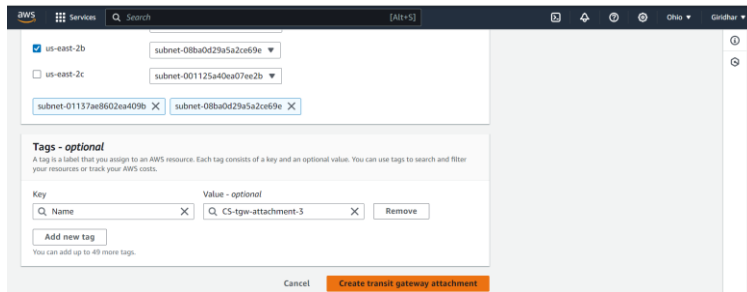 aws Services Search [Alt+S] Ohio ▼ Giridhar ▼
us-east-2b subnet-08ba0d29a5a2ce69e ▼
us-east-2c subnet-001125a40ea07ee2b ▼
subnet-01137ae8602ea409b X subnet-08ba0d29a5a2ce69e X
Tags - optional
A tag is a label that you assign to an AWS resource. Each tag consists of a key and an optional value. You can use tags to search and filter
your resources or track your AWS costs.
Key Value - optional
Name X CS-tgw-attachment-3 X Remove
Add new tag
You can add up to 49 more tags.
Cancel Create transit gateway attachment